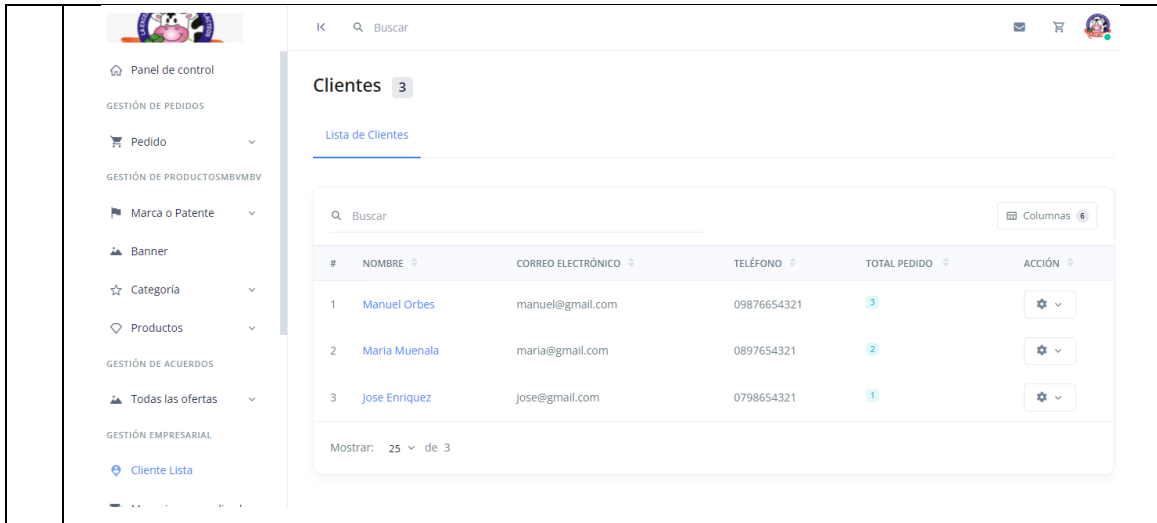 Buscar
Panel de control
GESTIÓN DE PEDIDOS
Pedido
GESTIÓN DE PRODUCTOSMBVMBV
Marca o Patente
Banner
Categoría
Productos
GESTIÓN DE ACUERDOS
Todas las ofertas
GESTIÓN EMPRESARIAL
Cliente Lista
Clientes 3
Lista de Clientes
Buscar
Columnas 6
# NOMBRE CORREO ELECTRÓNICO TELÉFONO TOTAL PEDIDO ACCIÓN
1 Manuel Orbes manuel@gmail.com 09876654321 3
2 Maria Muenala maria@gmail.com 0897654321 2
3 Jose Enriquez jose@gmail.com 0798654321 1
Mostrar: 25 de 3